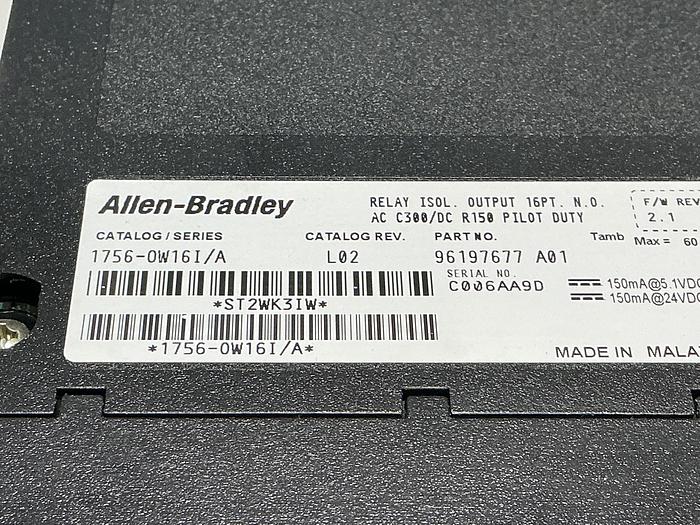 Allen-Bradley
RELAY ISOL. OUTPUT 16PT. N.O.
AC C300/DC R150 PILOT DUTY
F/W REV
2.1
CATALOG / SERIES
CATALOG REV.
PART NO.
Tamb
Max = 60
1756-OW16I/A
L02
96197677 A01
SERIAL NO.
C006AA9D
150mA@5.1VDC
150mA@24VDC
*ST2WK3IW*
*1756-OW16I/A*
MADE IN MALA